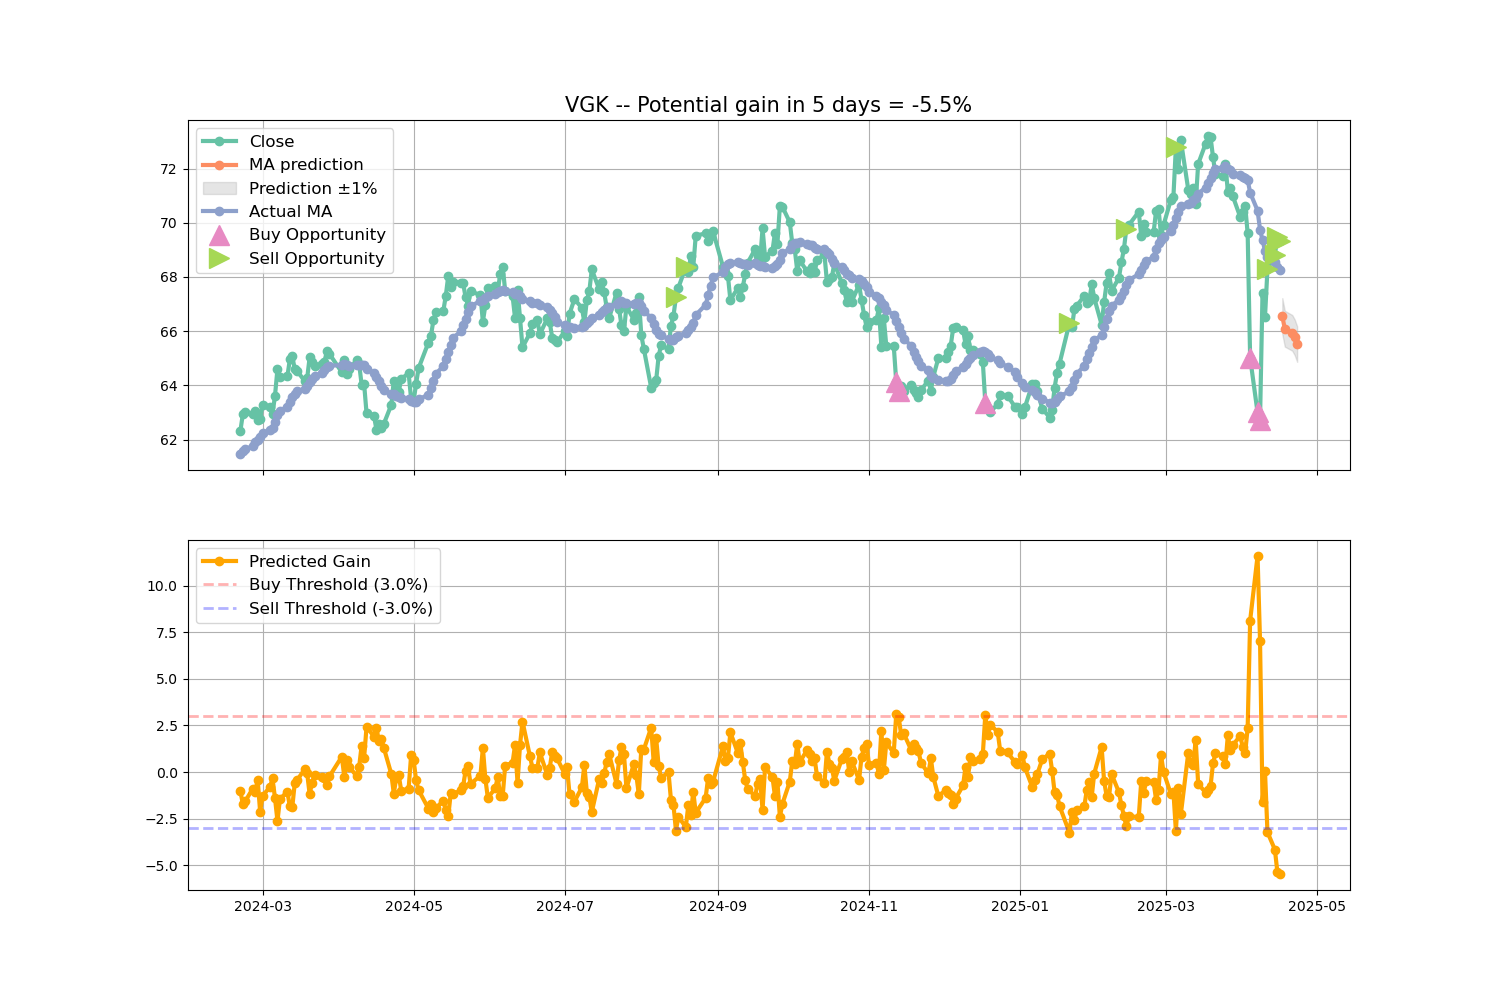 VGK -- Potential gain in 5 days = -5.5%
Close
MA prediction
Prediction ±1%
Actual MA
Buy Opportunity
Sell Opportunity
72
70
68
66
64
62
Predicted Gain
Buy Threshold (3.0%)
Sell Threshold (-3.0%)
10.0
7.5
5.0
2.5
0.0
−2.5
−5.0
2024-03 2024-05 2024-07 2024-09 2024-11 2025-01 2025-03 2025-05